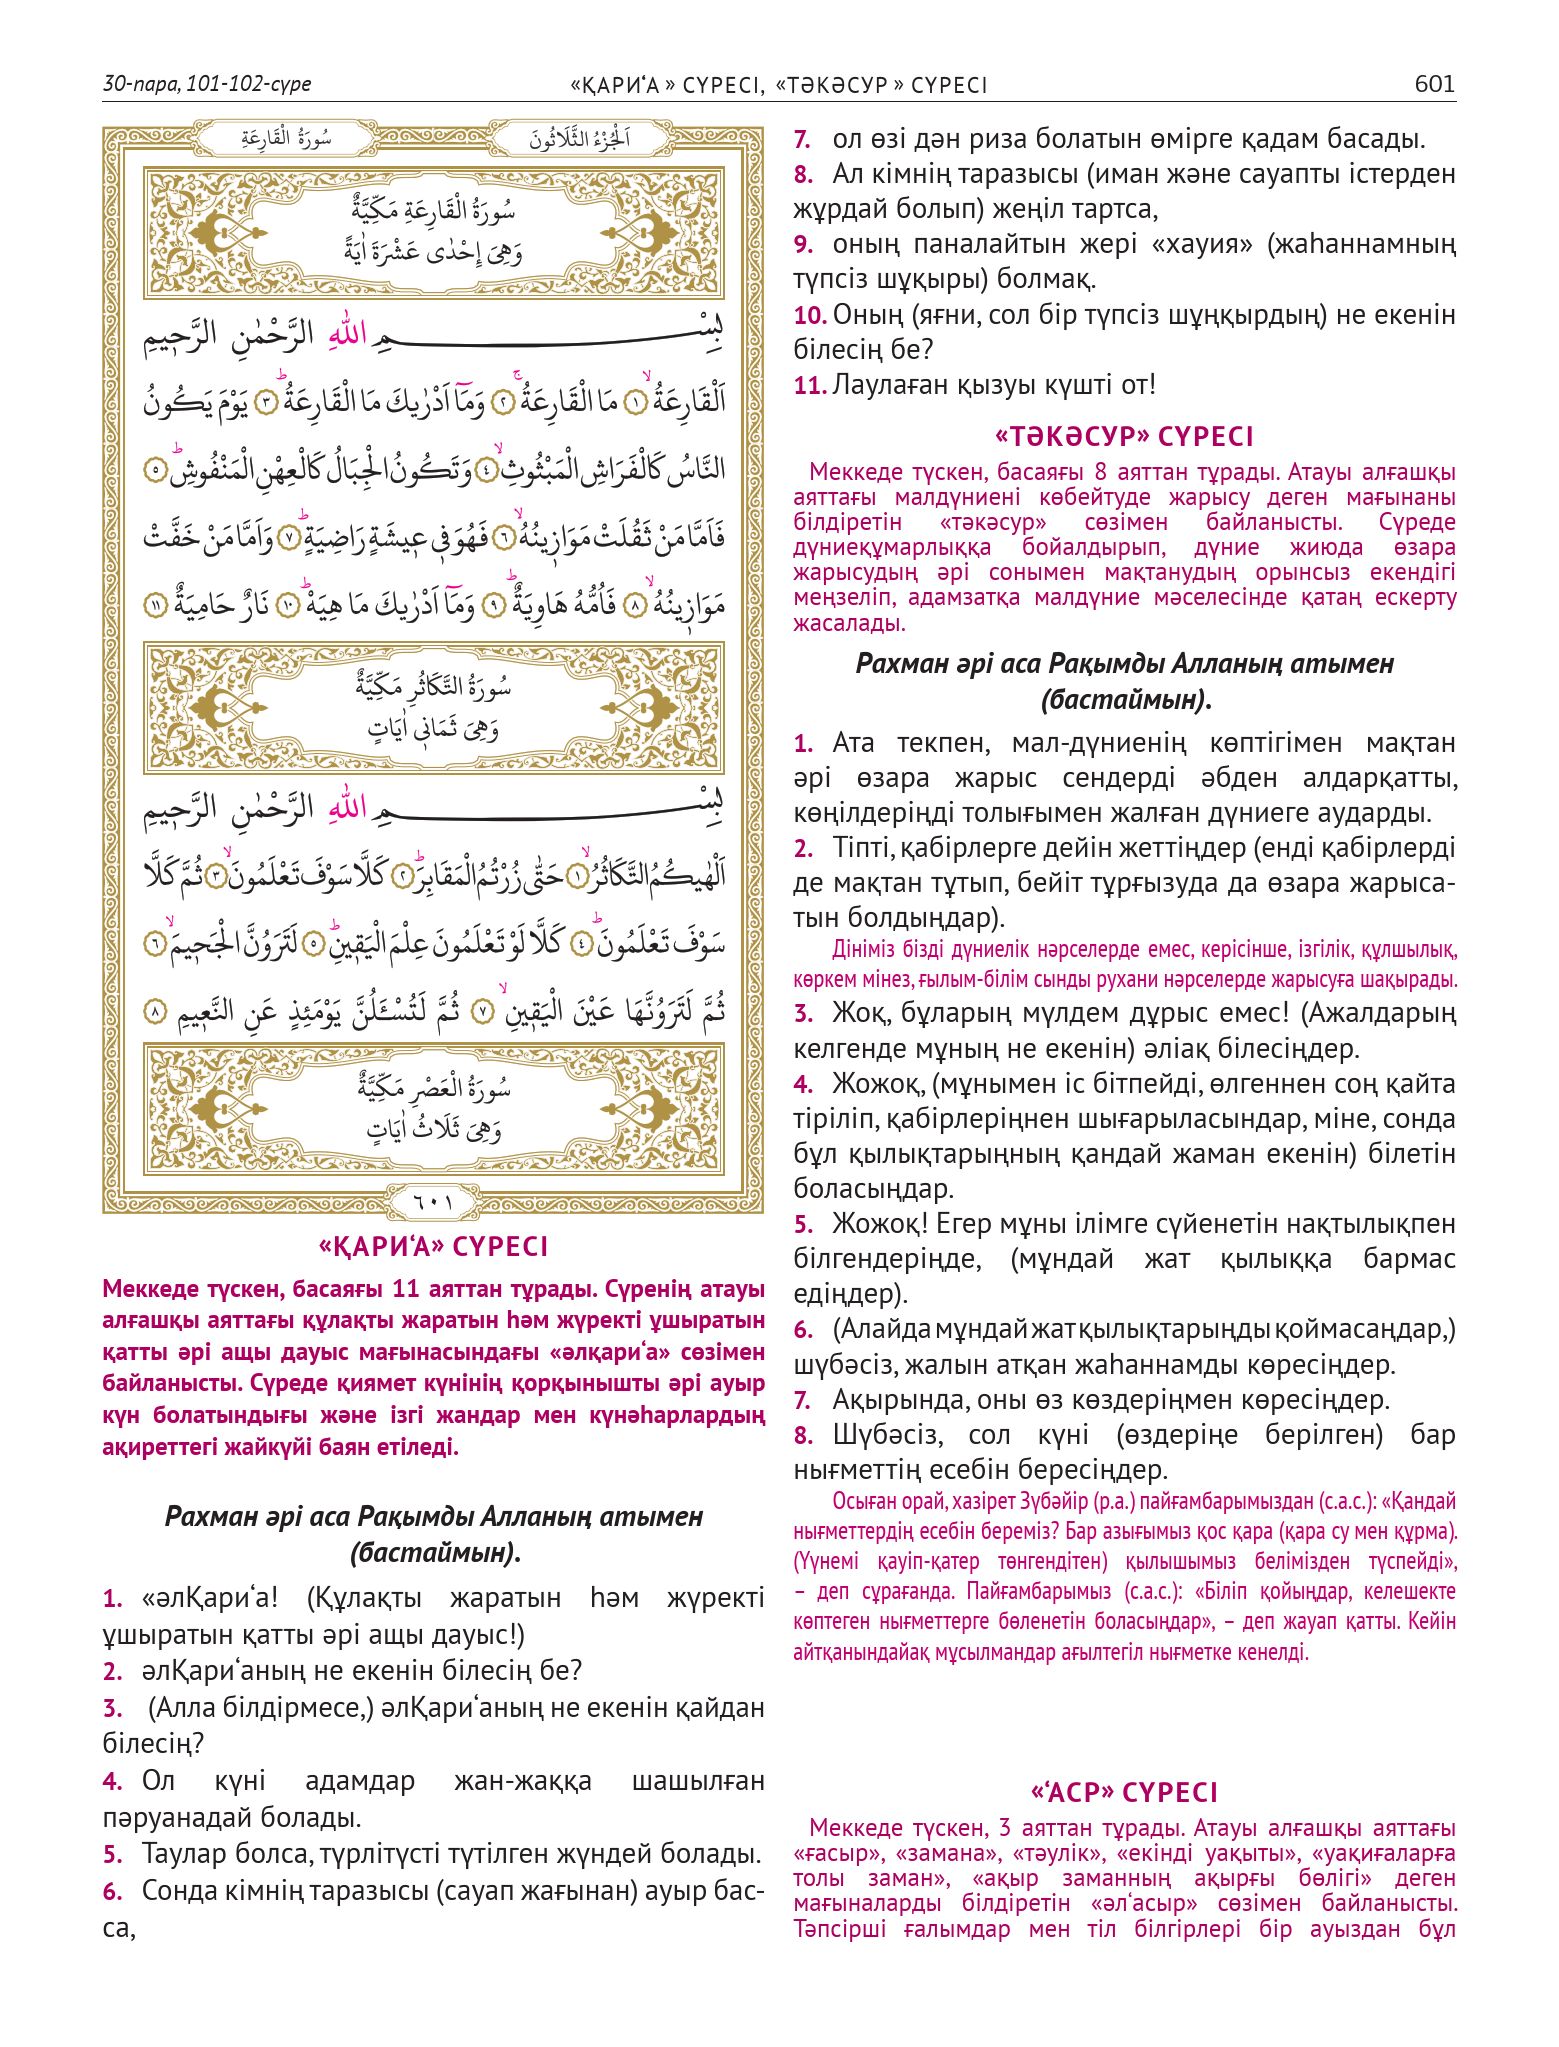 30-пара, 101-102-сүре
«ҚАРИ‘А » СҮРЕСІ, «ТӘКӘСУР » СҮРЕСІ
601
سُورَةُ الْقَارِعَةِ
اَلْجُزْءُ الثَّلَاثُونَ
سُورَةُ الْقَارِعَةِ مَكِّيَّةٌ
وَهِيَ إِحْدٰى عَشْرَةَ اٰيَةً
بِسْمِ اللّٰهِ الرَّحْمٰنِ الرَّح۪يمِ
اَلْقَارِعَةُۙ ﴿١﴾ مَا الْقَارِعَةُۚ ﴿٢﴾ وَمَٓا اَدْرٰيكَ مَا الْقَارِعَةُۜ ﴿٣﴾ يَوْمَ يَكُونُ
النَّاسُ كَالْفَرَاشِ الْمَبْثُوثِۙ ﴿٤﴾ وَتَكُونُ الْجِبَالُ كَالْعِهْنِ الْمَنْفُوشِۜ ﴿٥﴾
فَاَمَّا مَنْ ثَقُلَتْ مَوَاز۪ينُهُۙ ﴿٦﴾ فَهُوَ ف۪ي ع۪يشَةٍ رَاضِيَةٍۜ ﴿٧﴾ وَاَمَّا مَنْ خَفَّتْ
مَوَاز۪ينُهُۙ ﴿٨﴾ فَاُمُّهُ هَاوِيَةٌۜ ﴿٩﴾ وَمَٓا اَدْرٰيكَ مَا هِيَهْۜ ﴿١٠﴾ نَارٌ حَامِيَةٌ ﴿١١﴾
سُورَةُ التَّكَاثُرِ مَكِّيَّةٌ
وَهِيَ ثَمَان۪ي اٰيَاتٍ
بِسْمِ اللّٰهِ الرَّحْمٰنِ الرَّح۪يمِ
اَلْهٰيكُمُ التَّكَاثُرُۙ ﴿١﴾ حَتّٰى زُرْتُمُ الْمَقَابِرَۜ ﴿٢﴾ كَلَّا سَوْفَ تَعْلَمُونَۙ ﴿٣﴾ ثُمَّ كَلَّا
سَوْفَ تَعْلَمُونَۜ ﴿٤﴾ كَلَّا لَوْ تَعْلَمُونَ عِلْمَ الْيَق۪ينِۜ ﴿٥﴾ لَتَرَوُنَّ الْجَح۪يمَۙ ﴿٦﴾
ثُمَّ لَتَرَوُنَّهَا عَيْنَ الْيَق۪ينِۙ ﴿٧﴾ ثُمَّ لَتُسْـَٔلُنَّ يَوْمَئِذٍ عَنِ النَّع۪يمِ ﴿٨﴾
سُورَةُ الْعَصْرِ مَكِّيَّةٌ
وَهِيَ ثَلَاثُ اٰيَاتٍ
٦٠١
«ҚАРИ‘А» СҮРЕСІ
Меккеде түскен, басаяғы 11 аяттан тұрады. Сүренің атауы
алғашқы аяттағы құлақты жаратын һәм жүректі ұшыратын
қатты әрі ащы дауыс мағынасындағы «әлқари‘а» сөзімен
байланысты. Сүреде қиямет күнінің қорқынышты әрі ауыр
күн болатындығы және ізгі жандар мен күнәһарлардың
ақиреттегі жайкүйі баян етіледі.
Рахман әрі аса Рақымды Алланың атымен
(бастаймын).
1. «әлҚари‘а! (Құлақты жаратын һәм жүректі
ұшыратын қатты әрі ащы дауыс!)
2. әлҚари‘аның не екенін білесің бе?
3. (Алла білдірмесе,) әлҚари‘аның не екенін қайдан
білесің?
4. Ол күні адамдар жан-жаққа шашылған
пәруанадай болады.
5. Таулар болса, түрлітүсті түтілген жүндей болады.
6. Сонда кімнің таразысы (сауап жағынан) ауыр бас-
са,
7. ол өзі дән риза болатын өмірге қадам басады.
8. Ал кімнің таразысы (иман және сауапты істерден
жұрдай болып) жеңіл тартса,
9. оның паналайтын жері «хауия» (жаһаннамның
түпсіз шұқыры) болмақ.
10. Оның (яғни, сол бір түпсіз шұңқырдың) не екенін
білесің бе?
11. Лаулаған қызуы күшті от!
«ТӘКӘСУР» СҮРЕСІ
Меккеде түскен, басаяғы 8 аяттан тұрады. Атауы алғашқы
аяттағы малдүниені көбейтуде жарысу деген мағынаны
білдіретін «тәкәсур» сөзімен байланысты. Сүреде
дүниеқұмарлыққа бойалдырып, дүние жиюда өзара
жарысудың әрі сонымен мақтанудың орынсыз екендігі
меңзеліп, адамзатқа малдүние мәселесінде қатаң ескерту
жасалады.
Рахман әрі аса Рақымды Алланың атымен
(бастаймын).
1. Ата текпен, мал-дүниенің көптігімен мақтан
әрі өзара жарыс сендерді әбден алдарқатты,
көңілдеріңді толығымен жалған дүниеге аударды.
2. Тіпті, қабірлерге дейін жеттіңдер (енді қабірлерді
де мақтан тұтып, бейіт тұрғызуда да өзара жарыса-
тын болдыңдар).
Дініміз бізді дүниелік нәрселерде емес, керісінше, ізгілік, құлшылық,
көркем мінез, ғылым-білім сынды рухани нәрселерде жарысуға шақырады.
3. Жоқ, бұларың мүлдем дұрыс емес! (Ажалдарың
келгенде мұның не екенін) әліақ білесіңдер.
4. Жожоқ, (мұнымен іс бітпейді, өлгеннен соң қайта
тіріліп, қабірлеріңнен шығарыласындар, міне, сонда
бұл қылықтарыңның қандай жаман екенін) білетін
боласыңдар.
5. Жожоқ! Егер мұны ілімге сүйенетін нақтылықпен
білгендеріңде, (мұндай жат қылыққа бармас
едіңдер).
6. (Алайда мұндай жат қылықтарыңды қоймасаңдар,)
шүбәсіз, жалын атқан жаһаннамды көресіңдер.
7. Ақырында, оны өз көздеріңмен көресіңдер.
8. Шүбәсіз, сол күні (өздеріңе берілген) бар
нығметтің есебін бересіңдер.
Осыған орай, хазірет Зүбәйір (р.а.) пайғамбарымыздан (с.а.с.): «Қандай
нығметтердің есебін береміз? Бар азығымыз қос қара (қара су мен құрма).
(Үүнемі қауіп-қатер төнгендітен) қылышымыз белімізден түспейді»,
– деп сұрағанда. Пайғамбарымыз (с.а.с.): «Біліп қойыңдар, келешекте
көптеген нығметтерге бөленетін боласыңдар», – деп жауап қатты. Кейін
айтқанындайақ мұсылмандар ағылтегіл нығметке кенелді.
«‘АСР» СҮРЕСІ
Меккеде түскен, 3 аяттан тұрады. Атауы алғашқы аяттағы
«ғасыр», «замана», «тәулік», «екінді уақыты», «уақиғаларға
толы заман», «ақыр заманның ақырғы бөлігі» деген
мағыналарды білдіретін «әл‘асыр» сөзімен байланысты.
Тәпсірші ғалымдар мен тіл білгірлері бір ауыздан бұл